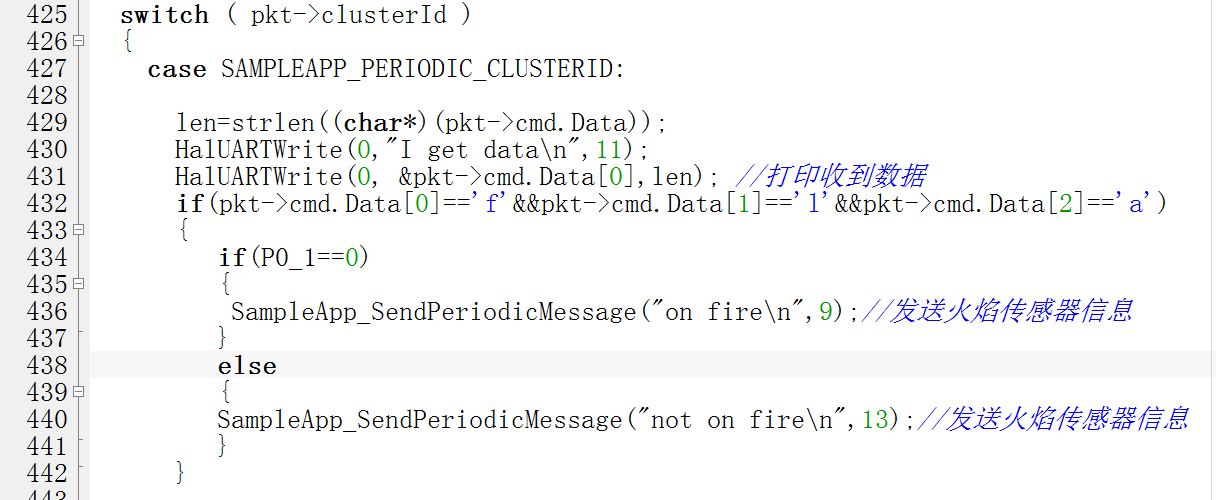 425 switch ( pkt->clusterId )
426 {
427 case SAMPLEAPP_PERIODIC_CLUSTERID:
428
429 len=strlen((char*)(pkt->cmd.Data));
430 HalUARTWrite(0,"I get data\n",11);
431 HalUARTWrite(0, &pkt->cmd.Data[0],len); //打印收到数据
432 if(pkt->cmd.Data[0]=='f'&&pkt->cmd.Data[1]=='l'&&pkt->cmd.Data[2]=='a')
433 {
434 if(P0_1==0)
435 {
436 SampleApp_SendPeriodicMessage("on fire\n",9);//发送火焰传感器信息
437 }
438 else
439 {
440 SampleApp_SendPeriodicMessage("not on fire\n",13);//发送火焰传感器信息
441 }
442 }
443